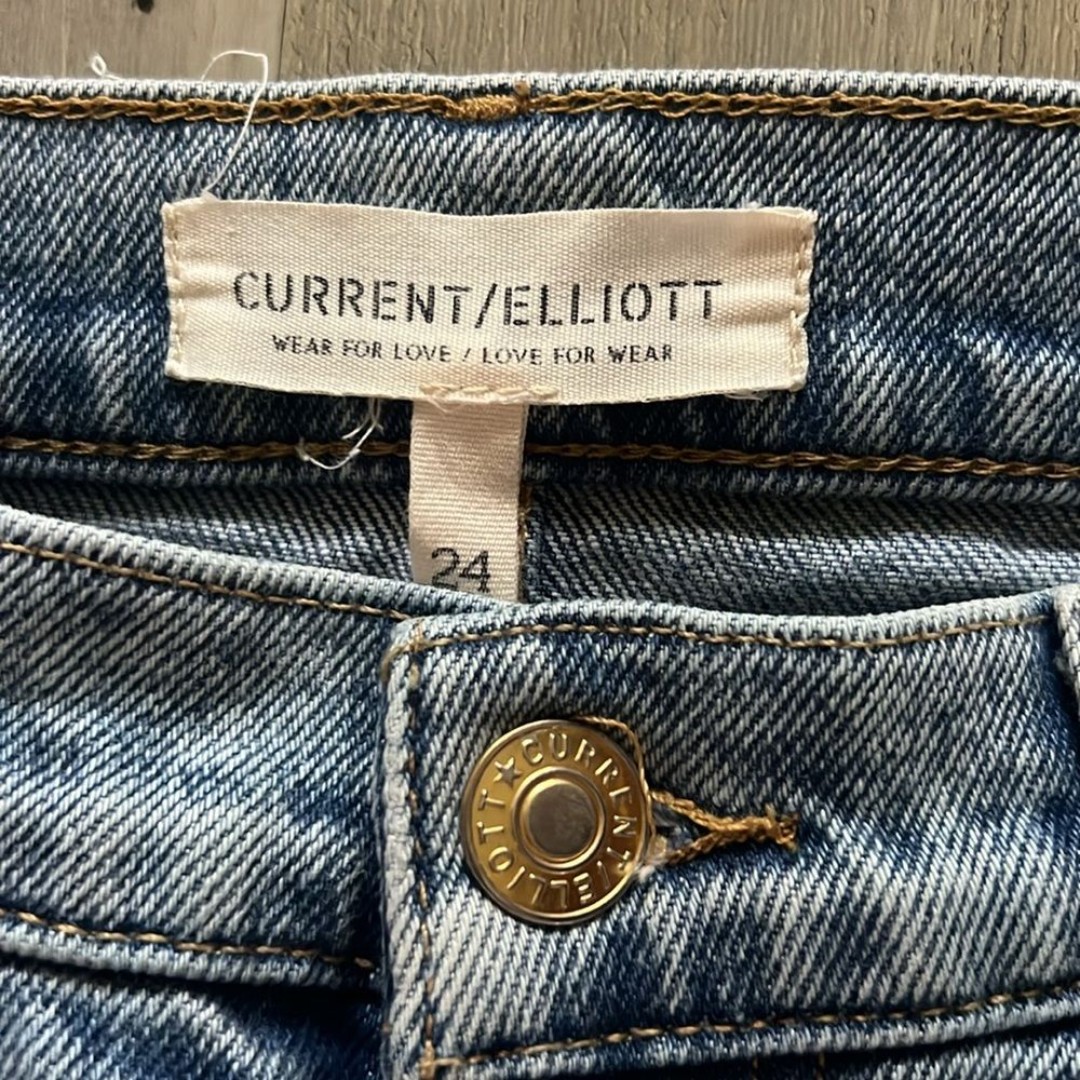 CURRENT/ELLIOTT
WEAR FOR LOVE / LOVE FOR WEAR
24
CURRENT/ELLIOTT